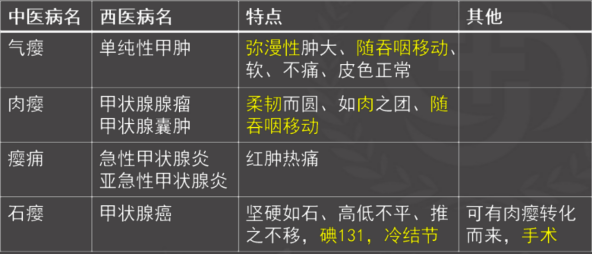 中医病名 西医病名 特点 其他
气瘿 单纯性甲肿 弥漫性肿大、随吞咽移动、
软、不痛、皮色正常
肉瘿 甲状腺腺瘤 柔韧而圆、如肉之团、随
甲状腺囊肿 吞咽移动
瘿痈 急性甲状腺炎 红肿热痛
亚急性甲状腺炎
石瘿 甲状腺癌 坚硬如石、高低不平、推 可有肉瘿转化
之不移，碘131，冷结节 而来，手术